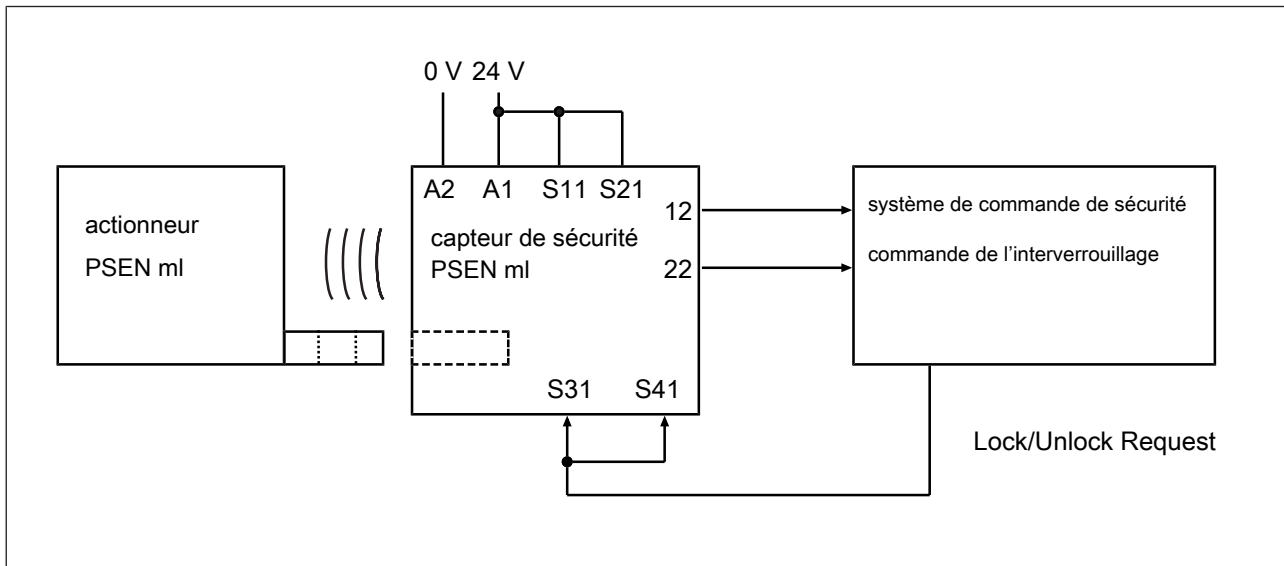 0 V 24 V
A2 A1 S11 S21
12
22
actionneur
PSEN ml
capteur de sécurité
PSEN ml
système de commande de sécurité
commande de l’interverrouillage
S31 S41
Lock/Unlock Request